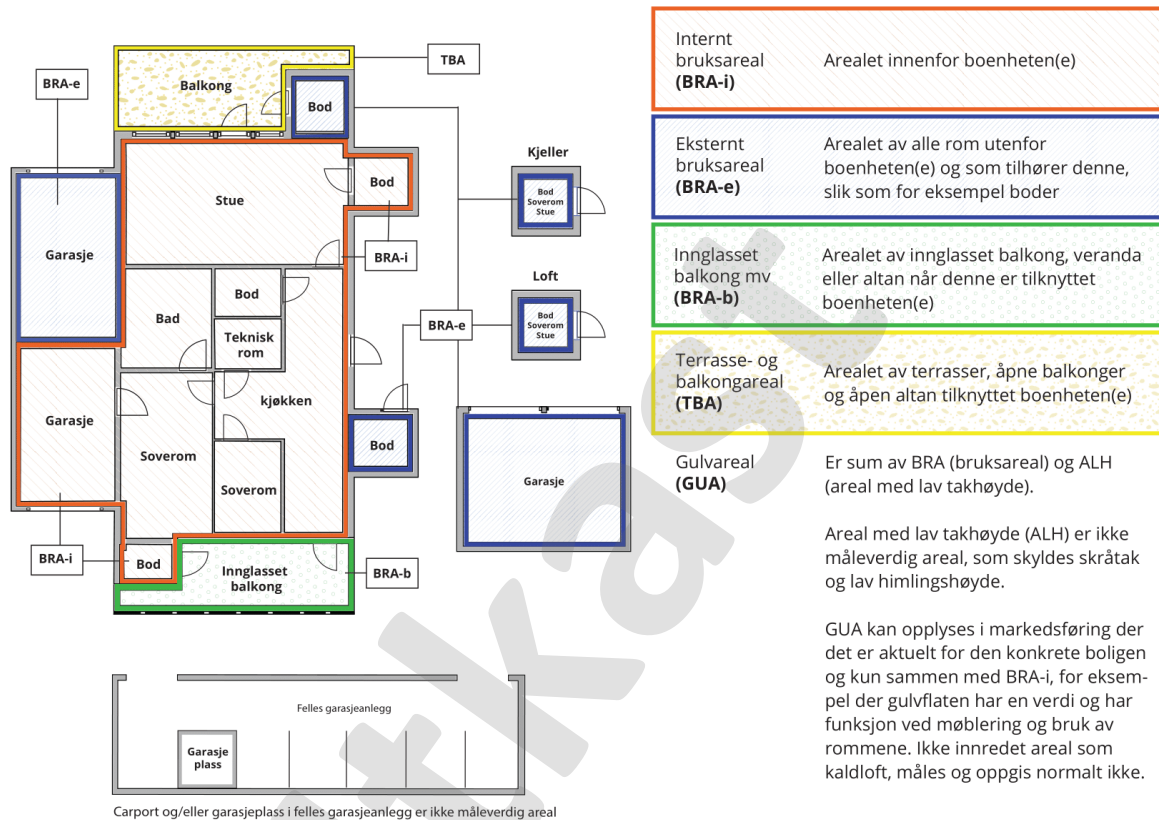 TBA
BRA-e
Balkong
Bod
Kjeller
Bod
Soverom
Stue
Stue
Bod
BRA-i
Garasje
Loft
Bod
Soverom
Stue
Bad
Bod
Teknisk
rom
BRA-e
Garasje
kjøkken
Soverom
Soverom
Bod
Garasje
BRA-i
Bod
Innglasset
balkong
BRA-b
Felles garasjeanlegg
Garasje
plass
Carport og/eller garasjeplass i felles garasjeanlegg er ikke måleverdig areal
Internt
bruksareal
(BRA-i)
Arealet innenfor boenheten(e)
Eksternt
bruksareal
(BRA-e)
Arealet av alle rom utenfor
boenheten(e) og som tilhører denne,
slik som for eksempel boder
Innglasset
balkong mv
(BRA-b)
Arealet av innglasset balkong, veranda
eller altan når denne er tilknyttet
boenheten(e)
Terrasse- og
balkongareal
(TBA)
Arealet av terrasser, åpne balkonger
og åpen altan tilknyttet boenheten(e)
Gulvareal
(GUA)
Er sum av BRA (bruksareal) og ALH
(areal med lav takhøyde).
Areal med lav takhøyde (ALH) er ikke
måleverdig areal, som skyldes skråtak
og lav himlingshøyde.
GUA kan opplyses i markedsføring der
det er aktuelt for den konkrete boligen
og kun sammen med BRA-i, for eksem-
pel der gulvflaten har en verdi og har
funksjon ved møblering og bruk av
rommene. Ikke innredet areal som
kaldloft, måles og oppgis normalt ikke.
tkast